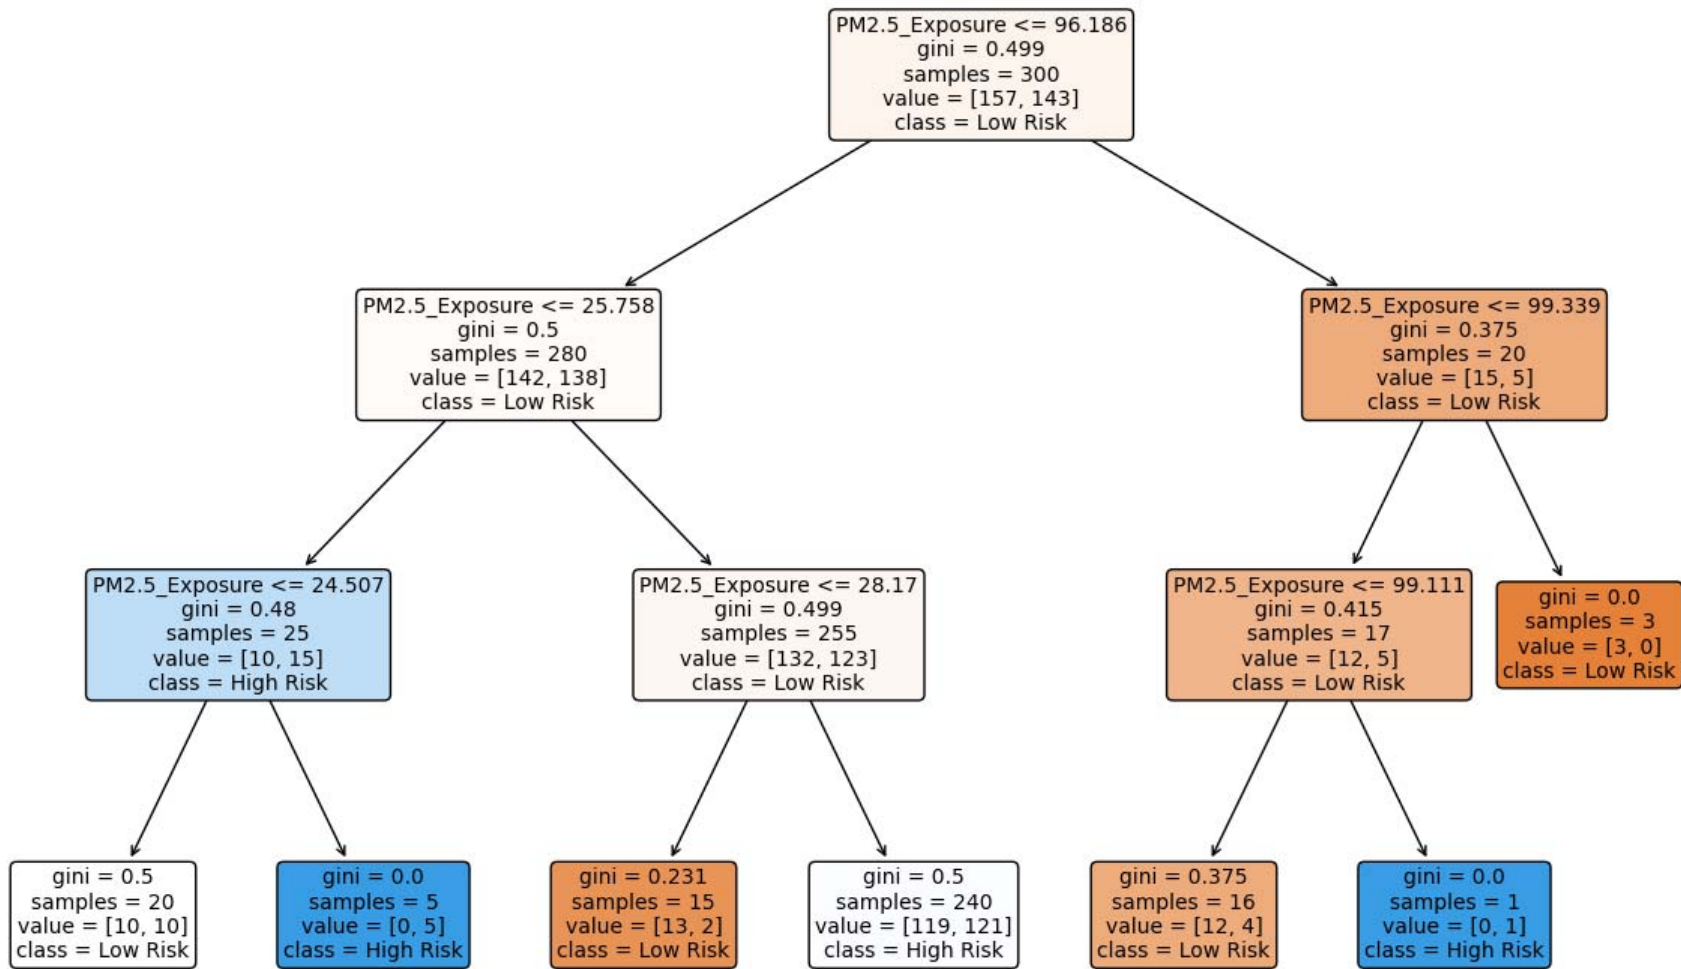 PM2.5_Exposure <= 96.186
gini = 0.499
samples = 300
value = [157, 143]
class = Low Risk
PM2.5_Exposure <= 25.758
gini = 0.5
samples = 280
value = [142, 138]
class = Low Risk
PM2.5_Exposure <= 99.339
gini = 0.375
samples = 20
value = [15, 5]
class = Low Risk
PM2.5_Exposure <= 24.507
gini = 0.48
samples = 25
value = [10, 15]
class = High Risk
PM2.5_Exposure <= 28.17
gini = 0.499
samples = 255
value = [132, 123]
class = Low Risk
PM2.5_Exposure <= 99.111
gini = 0.415
samples = 17
value = [12, 5]
class = Low Risk
gini = 0.0
samples = 3
value = [3, 0]
class = Low Risk
gini = 0.5
samples = 20
value = [10, 10]
class = Low Risk
gini = 0.0
samples = 5
value = [0, 5]
class = High Risk
gini = 0.231
samples = 15
value = [13, 2]
class = Low Risk
gini = 0.5
samples = 240
value = [119, 121]
class = High Risk
gini = 0.375
samples = 16
value = [12, 4]
class = Low Risk
gini = 0.0
samples = 1
value = [0, 1]
class = High Risk